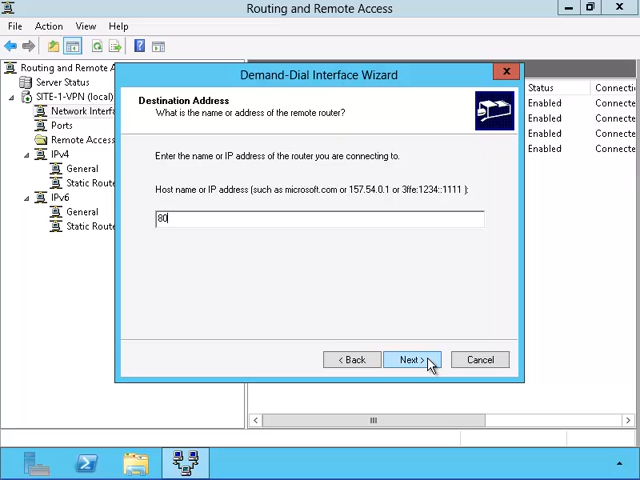 Routing and Remote Access
File Action View Help
Routing and Remote A
Server Status
SITE-1-VPN (local)
Network Interfa
Ports
Remote Access
IPv4
General
Static Route
IPv6
General
Static Route
Demand-Dial Interface Wizard
Destination Address
What is the name or address of the remote router?
Enter the name or IP address of the router you are connecting to.
Host name or IP address (such as microsoft.com or 157.54.0.1 or 3ffe:1234::1111 ):
80
< Back Next > Cancel
Status Connectio
Enabled Connecte
Enabled Connecte
Enabled Connecte
Enabled Connecte